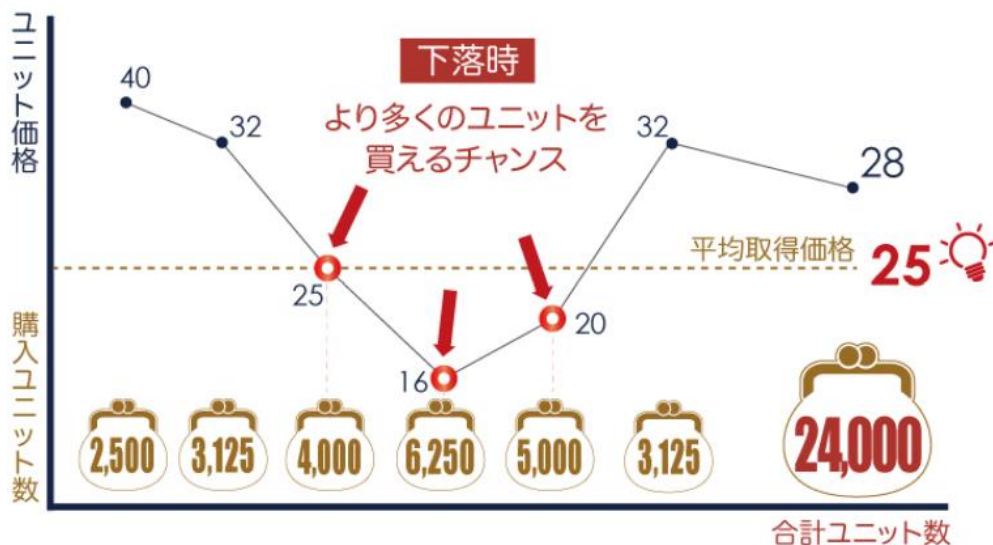 ユニット価格
下落時
より多くのユニットを
買えるチャンス
40
32
25
16
20
32
28
平均取得価格 25
購入ユニット数
2,500
3,125
4,000
6,250
5,000
3,125
24,000
合計ユニット数